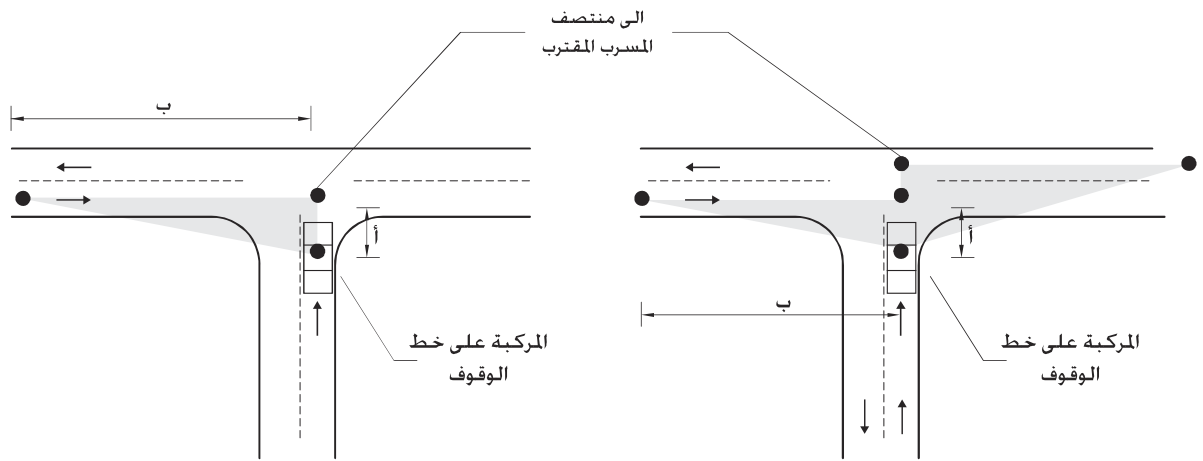 الى منتصف
المسرب المقترب
ب
أ
المركبة على خط
الوقوف
أ
ب
المركبة على خط
الوقوف